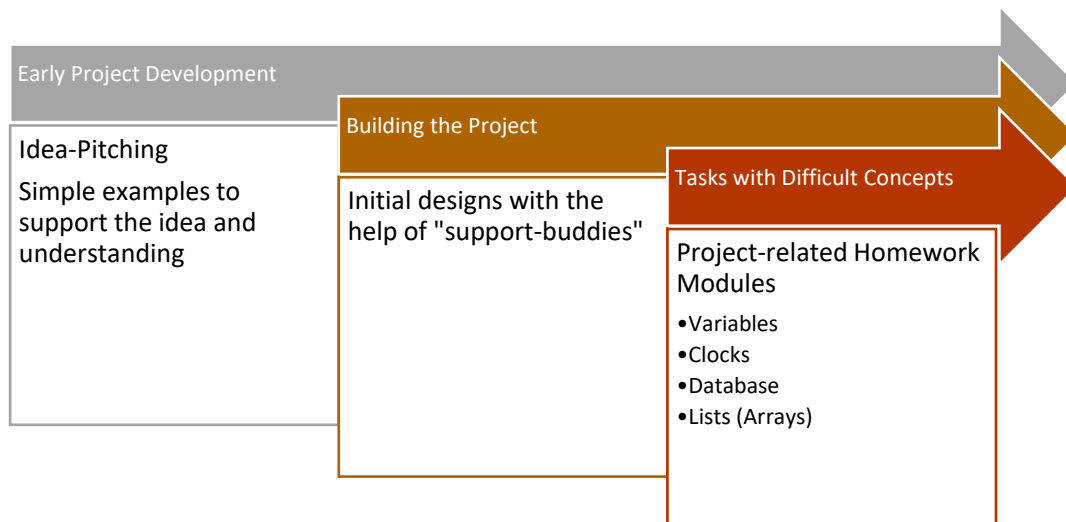 Early Project Development
Idea-Pitching
Simple examples to
support the idea and
understanding
Building the Project
Initial designs with the
help of "support-buddies"
Tasks with Difficult Concepts
Project-related Homework
Modules
•Variables
•Clocks
•Database
•Lists (Arrays)